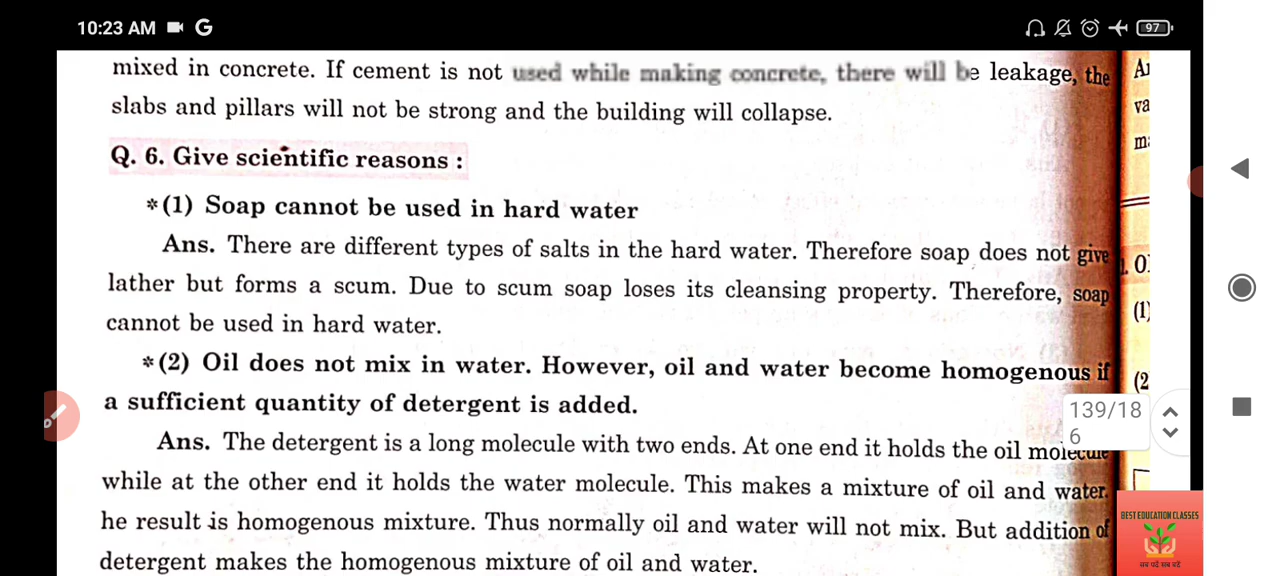 10:23 AM G 97
mixed in concrete. If cement is not used while making concrete, there will be leakage, the
slabs and pillars will not be strong and the building will collapse.
Q. 6. Give scientific reasons :
*(1) Soap cannot be used in hard water
Ans. There are different types of salts in the hard water. Therefore soap does not give
lather but forms a scum. Due to scum soap loses its cleansing property. Therefore, soap
cannot be used in hard water.
*(2) Oil does not mix in water. However, oil and water become homogenous if
a sufficient quantity of detergent is added.
Ans. The detergent is a long molecule with two ends. At one end it holds the oil molecule
while at the other end it holds the water molecule. This makes a mixture of oil and water.
he result is homogenous mixture. Thus normally oil and water will not mix. But addition of
detergent makes the homogenous mixture of oil and water.
va
(1)
(2
139/18
6
BEST EDUCATION CLASSES